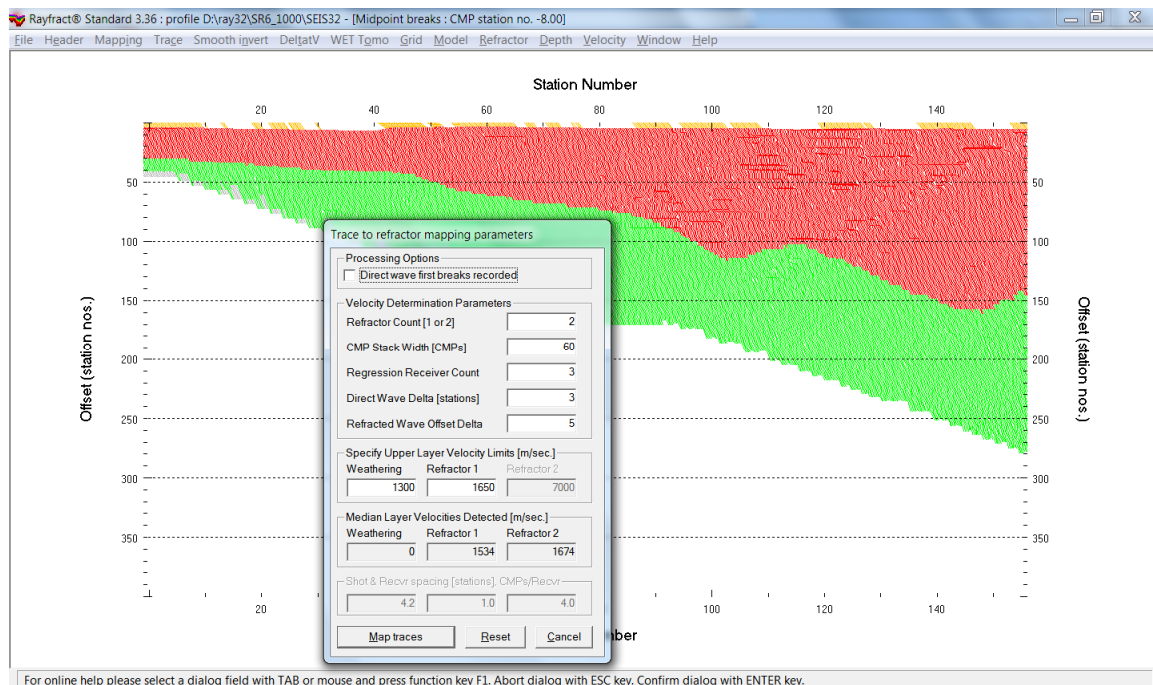 Rayfract® Standard 3.36 : profile D:\ray32\SR6_1000\SEIS32 - [Midpoint breaks : CMP station no. -8.00]
File Header Mapping Trace Smooth invert DeltatV WET Tomo Grid Model Refractor Depth Velocity Window Help
Station Number
20 40 60 80 100 120 140
50 50
100 100
150 150
200 200
250 250
300 300
350 350
Offset (station nos.)
Offset (station nos.)
20 100 120 140
mber
Trace to refractor mapping parameters
Processing Options
Direct wave first breaks recorded
Velocity Determination Parameters
Refractor Count [1 or 2] 2
CMP Stack Width [CMPs] 60
Regression Receiver Count 3
Direct Wave Delta [stations] 3
Refracted Wave Offset Delta 5
Specify Upper Layer Velocity Limits [m/sec.]
Weathering Refractor 1 Refractor 2
1300 1650 7000
Median Layer Velocities Detected [m/sec.]
Weathering Refractor 1 Refractor 2
0 1534 1674
Shot & Recvr spacing [stations], CMPs/Recvr
4.2 1.0 4.0
Map traces Reset Cancel
For online help please select a dialog field with TAB or mouse and press function key F1. Abort dialog with ESC key. Confirm dialog with ENTER key.